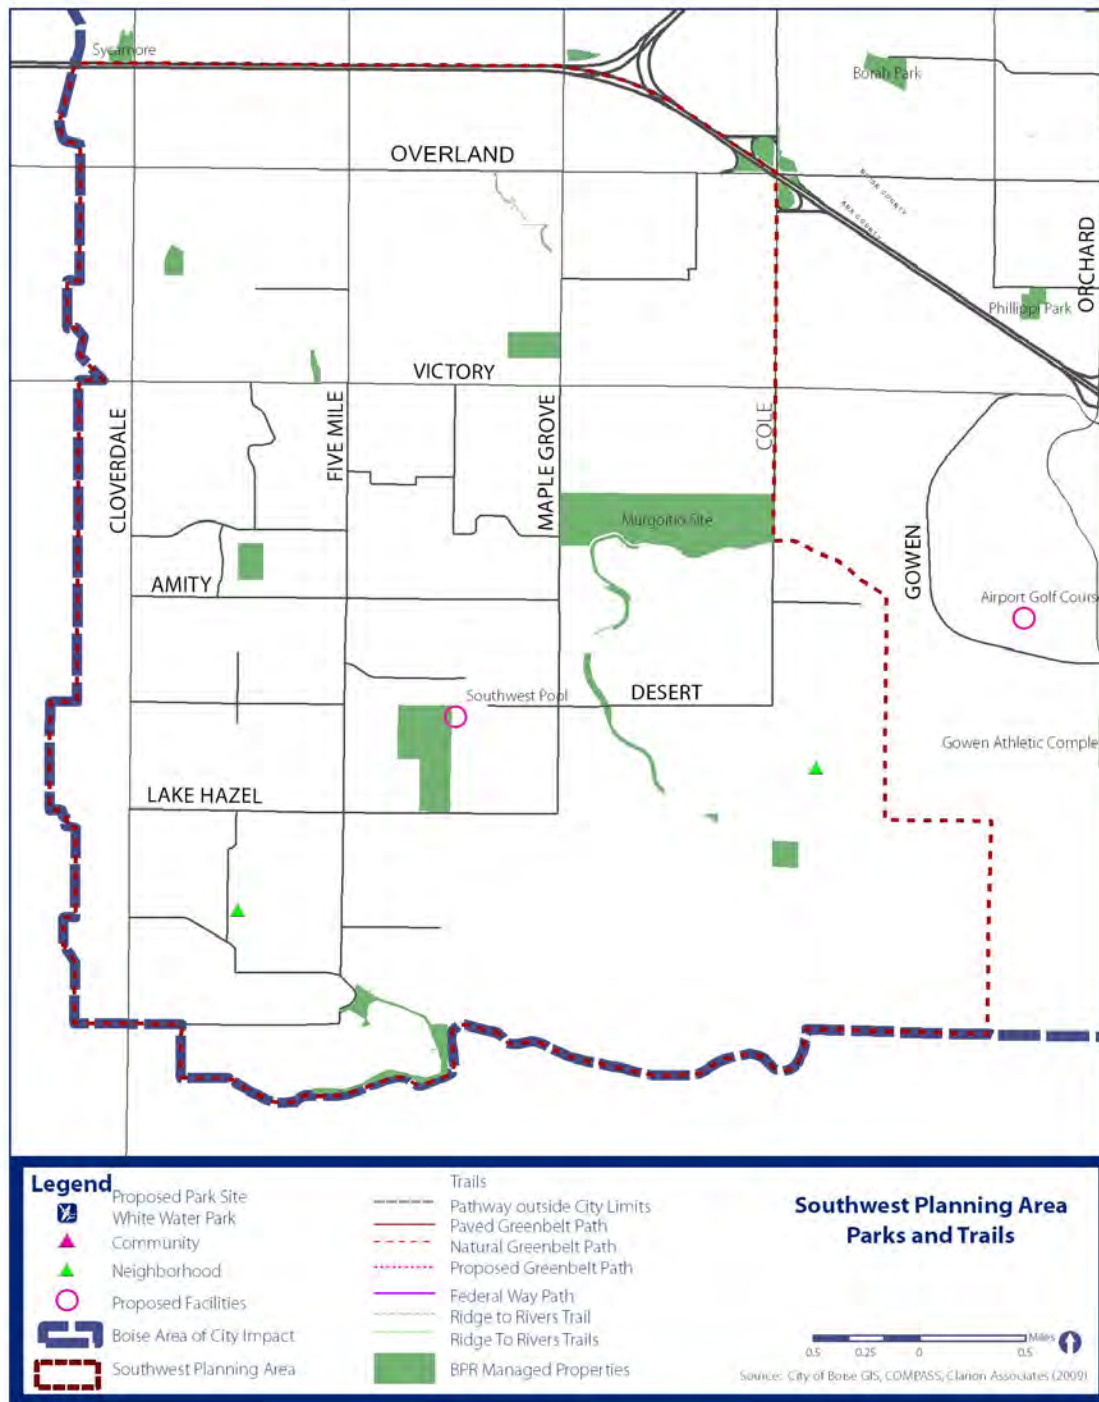 Sycamore
Borah Park
OVERLAND
ADA COUNTY
ORCHARD
Phillippi Park
VICTORY
CLOVERDALE
FIVE MILE
MAPLE GROVE
COLE
Murgoitio Site
GOWEN
AMITY
Airport Golf Cours
Southwest Pool
DESERT
Gowen Athletic Comple
LAKE HAZEL
Legend
Proposed Park Site
White Water Park
Community
Neighborhood
Proposed Facilities
Boise Area of City Impact
Southwest Planning Area
Trails
Pathway outside City Limits
Paved Greenbelt Path
Natural Greenbelt Path
Proposed Greenbelt Path
Federal Way Path
Ridge to Rivers Trail
Ridge To Rivers Trails
BPR Managed Properties
Southwest Planning Area
Parks and Trails
Miles
0.5 0.25 0 0.5
Source: City of Boise GIS, COMPASS, Clarion Associates (2009)